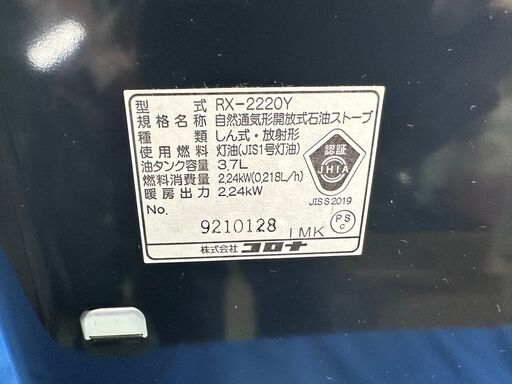 型式 RX-2220Y
規格名称 自然通気形開放式石油ストーブ
種類 しん式・放射形
使用燃料 灯油(JIS1号灯油)
油タンク容量 3.7L
燃料消費量 2.24kW(0.218L/h)
暖房出力 2.24kW
No. 9210128 IMK
株式会社コロナ
認証
JHIA
JIS S 2019
PS
C